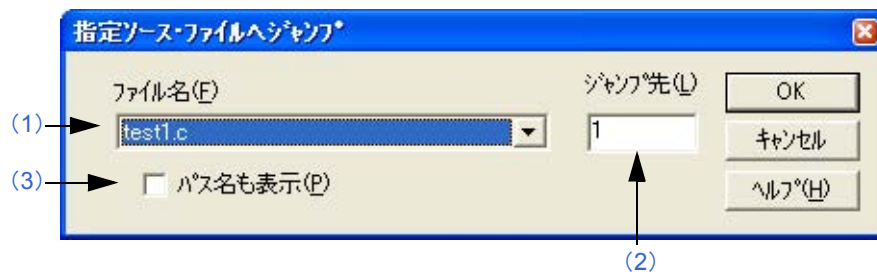 指定ソース・ファイルへジャンプ
ファイル名(F)
ジャンプ先(L)
OK
(1)
test1.c
1
キャンセル
(3)
パス名も表示(P)
ヘルプ(H)
(2)